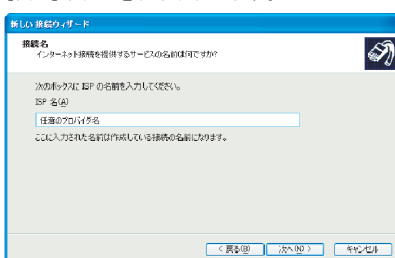 新しい接続ウィザード
接続名
インターネット接続を提供するサービスの名前は何ですか?
次のボックスに ISP の名前を入力してください。
ISP 名(A)
任意のプロバイダ名
ここに入力された名前は作成している接続の名前になります。
< 戻る(B)
次へ(N) >
キャンセル